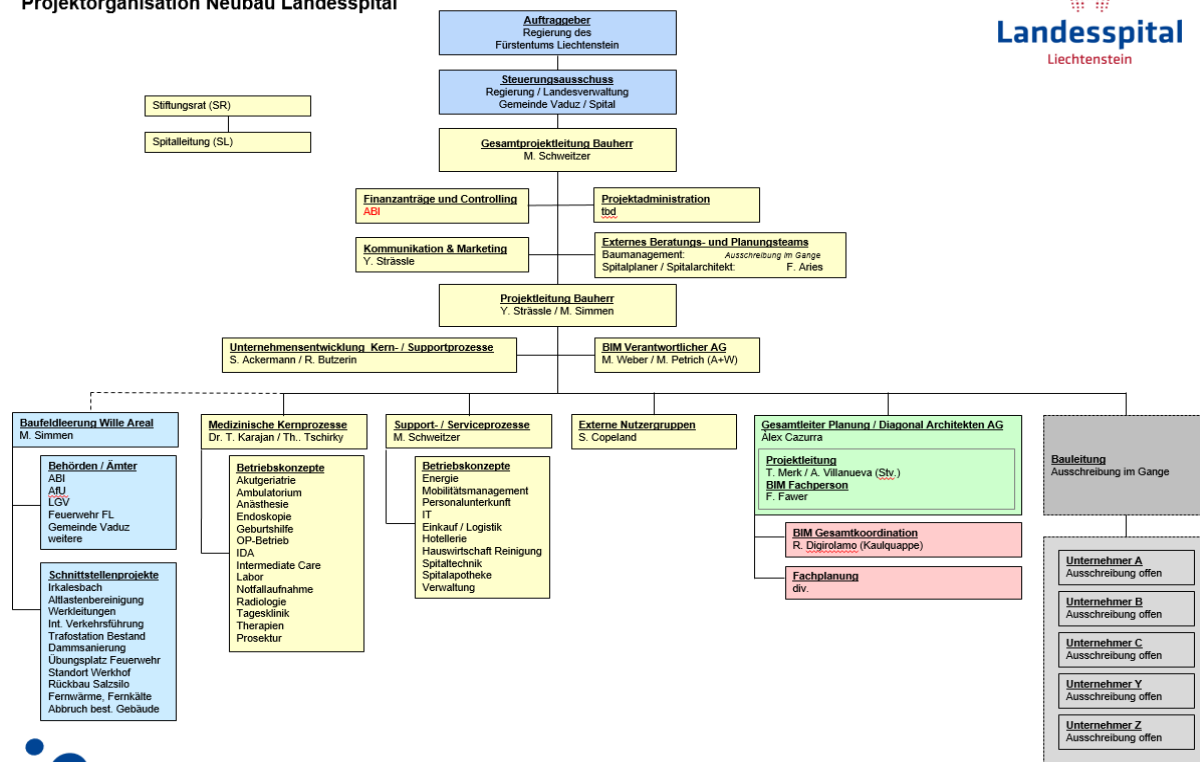 Projektorganisation Neubau Landesspital
Landesspital
Liechtenstein
Auftraggeber
Regierung des
Fürstentums Liechtenstein
Steuerungsausschuss
Regierung / Landesverwaltung
Gemeinde Vaduz / Spital
Stiftungsrat (SR)
Spitalleitung (SL)
Gesamtprojektleitung Bauherr
M. Schweitzer
Finanzanträge und Controlling
ABI
Projektadministration
tbd
Kommunikation & Marketing
Y. Strässle
Externes Beratungs- und Planungsteams
Baumanagement: Ausschreibung im Gange
Spitalplaner / Spitalarchitekt: F. Aries
Projektleitung Bauherr
Y. Strässle / M. Simmen
Unternehmensentwicklung Kern- / Supportprozesse
S. Ackermann / R. Butzerin
BIM Verantwortlicher AG
M. Weber / M. Petrich (A+W)
Baufeldleerung Wille Areal
M. Simmen
Behörden / Ämter
ABI
AfU
LGV
Feuerwehr FL
Gemeinde Vaduz
weitere
Schnittstellenprojekte
Irkalesbach
Altlastenbereinigung
Werkleitungen
Int. Verkehrsführung
Trafostation Bestand
Dammsanierung
Übungsplatz Feuerwehr
Standort Werkhof
Rückbau Salzsilo
Fernwärme, Fernkälte
Abbruch best. Gebäude
Medizinische Kernprozesse
Dr. T. Karajan / Th.. Tschirky
Betriebskonzepte
Akutgeriatrie
Ambulatorium
Anästhesie
Endoskopie
Geburtshilfe
OP-Betrieb
IDA
Intermediate Care
Labor
Notfallaufnahme
Radiologie
Tagesklinik
Therapien
Prosektur
Support- / Serviceprozesse
M. Schweitzer
Betriebskonzepte
Energie
Mobilitätsmanagement
Personalunterkunft
IT
Einkauf / Logistik
Hotellerie
Hauswirtschaft Reinigung
Spitaltechnik
Spitalapotheke
Verwaltung
Externe Nutzergruppen
S. Copeland
Gesamtleiter Planung / Diagonal Architekten AG
Alex Cazurra
Projektleitung
T. Merk / A. Villanueva (Stv.)
BIM Fachperson
F. Fawer
BIM Gesamtkoordination
R. Digirolamo (Kaulquappe)
Fachplanung
div.
Bauleitung
Ausschreibung im Gange
Unternehmer A
Ausschreibung offen
Unternehmer B
Ausschreibung offen
Unternehmer C
Ausschreibung offen
Unternehmer Y
Ausschreibung offen
Unternehmer Z
Ausschreibung offen